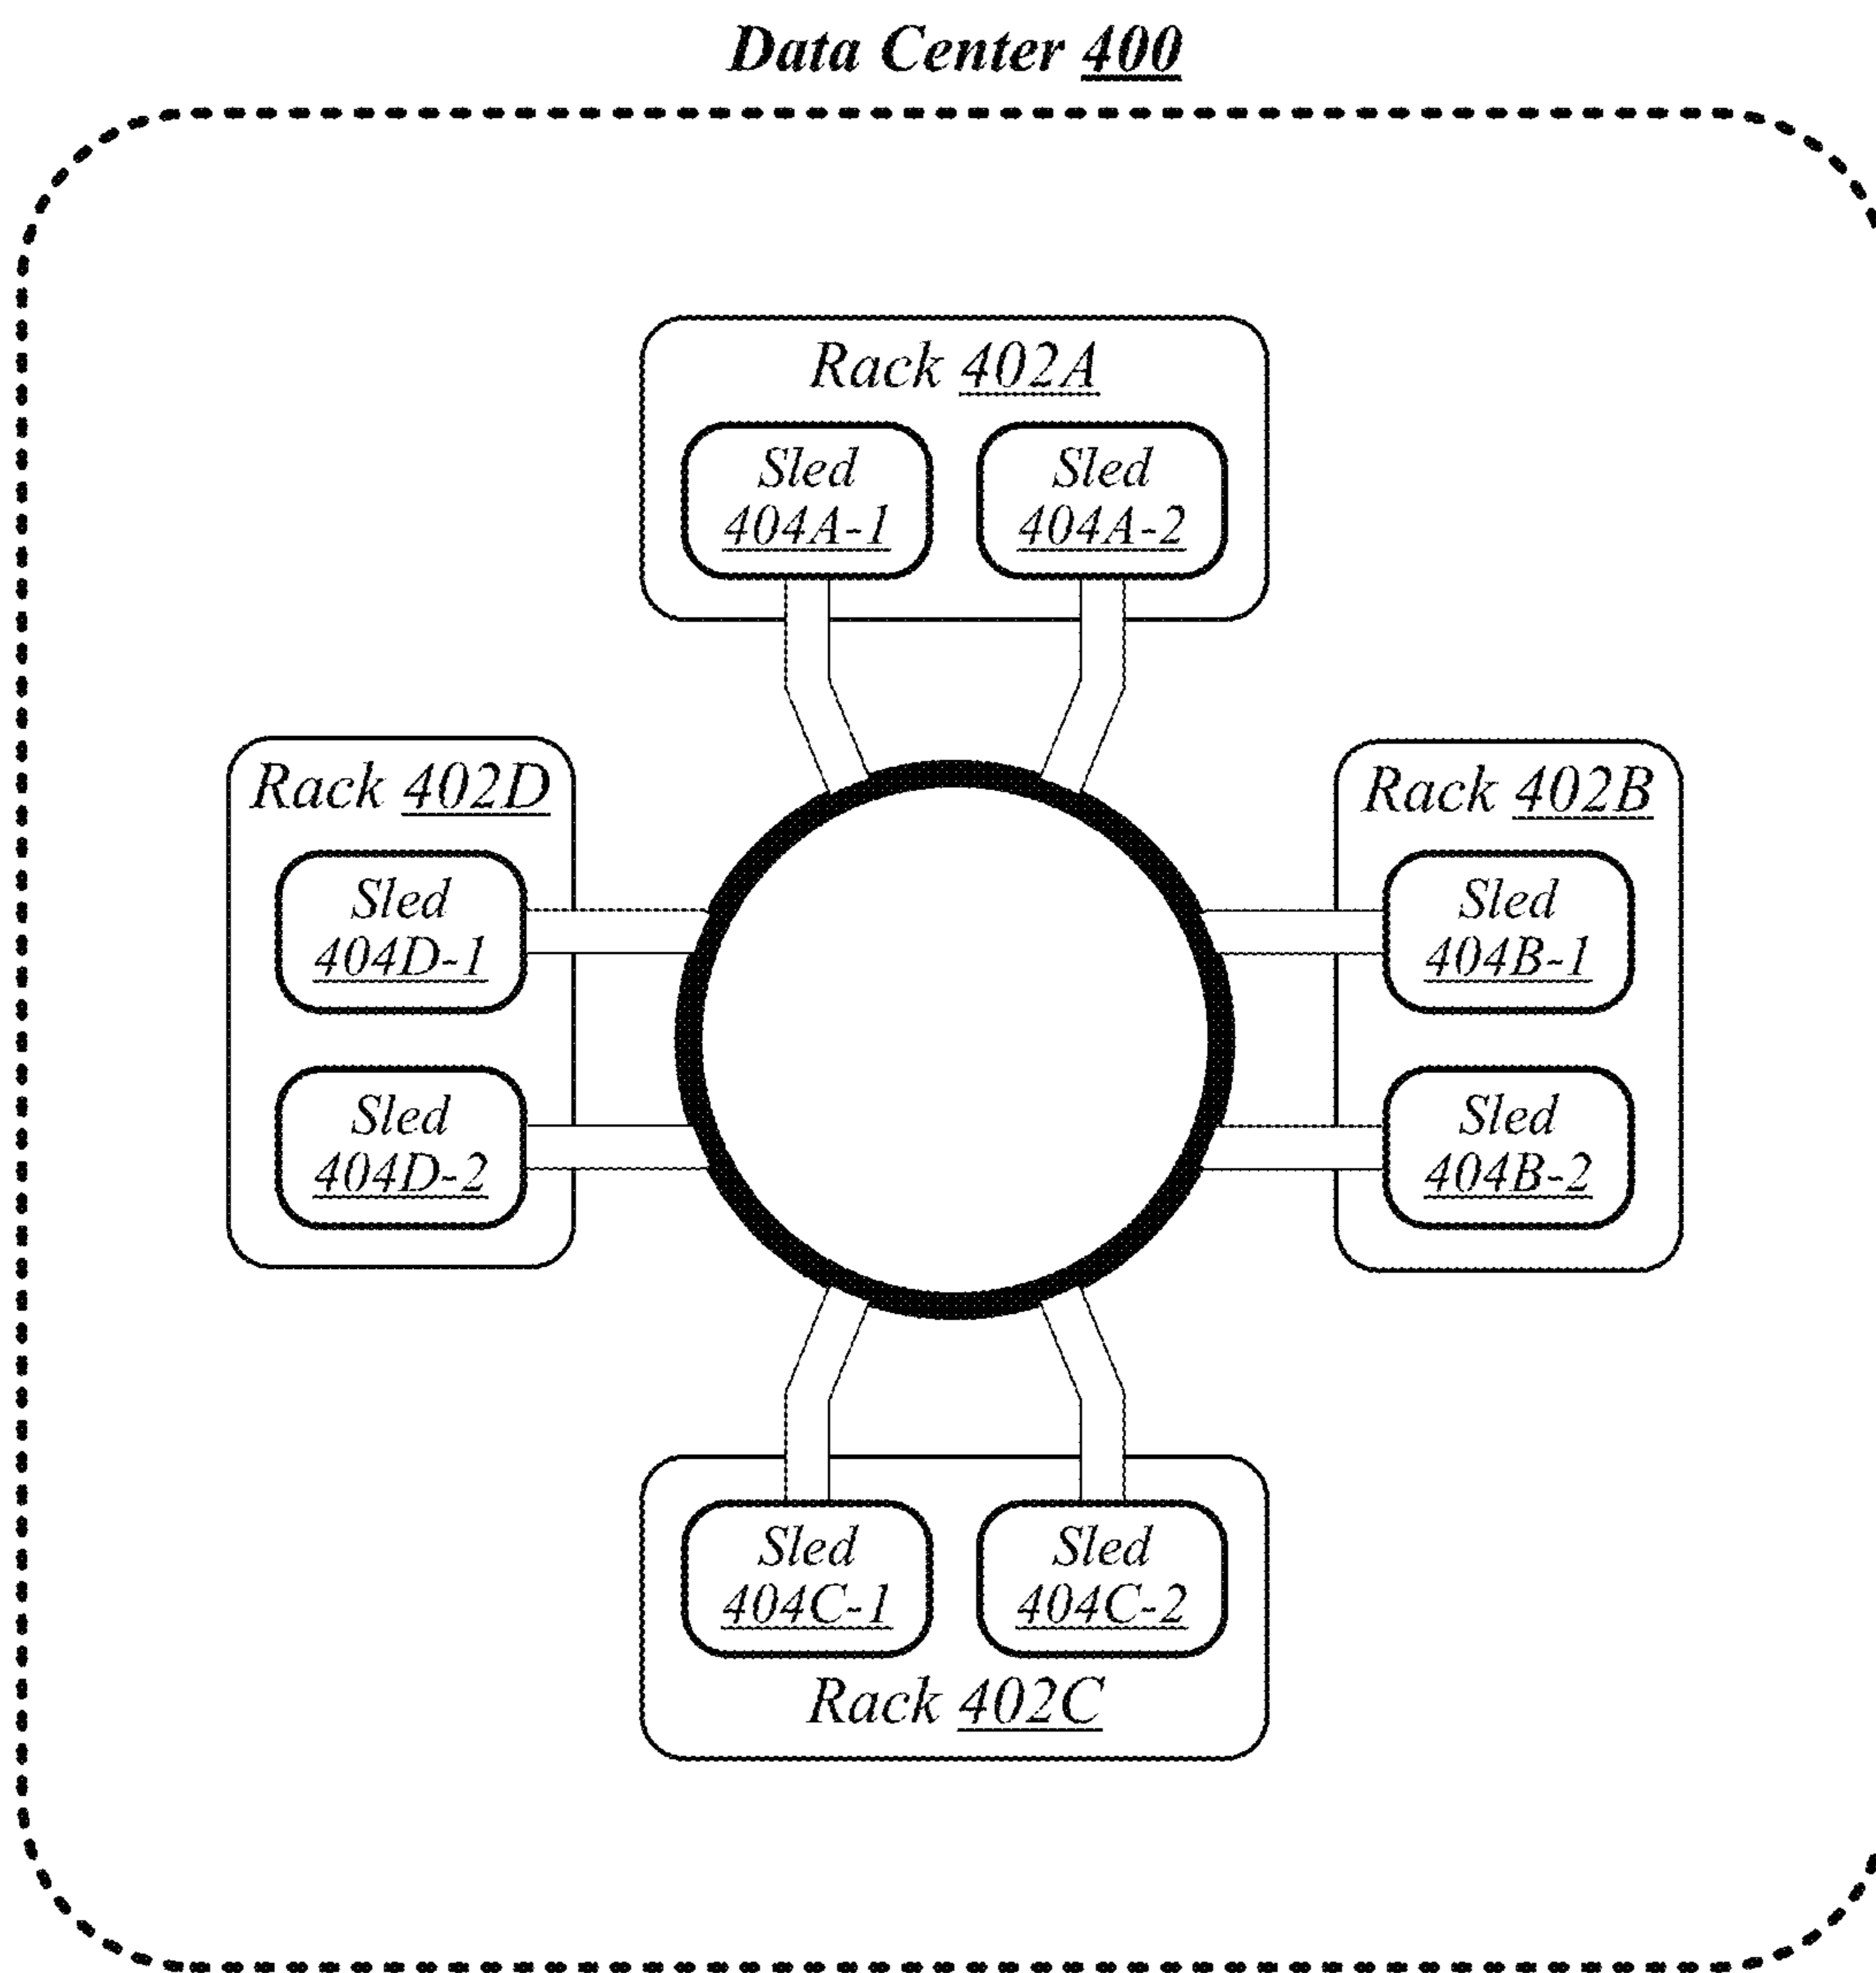 Data Center 400
Rack 402A
Sled
404A-1
Sled
404A-2
Rack 402D
Sled
404D-1
Sled
404D-2
Rack 402B
Sled
404B-1
Sled
404B-2
Sled
404C-1
Sled
404C-2
Rack 402C